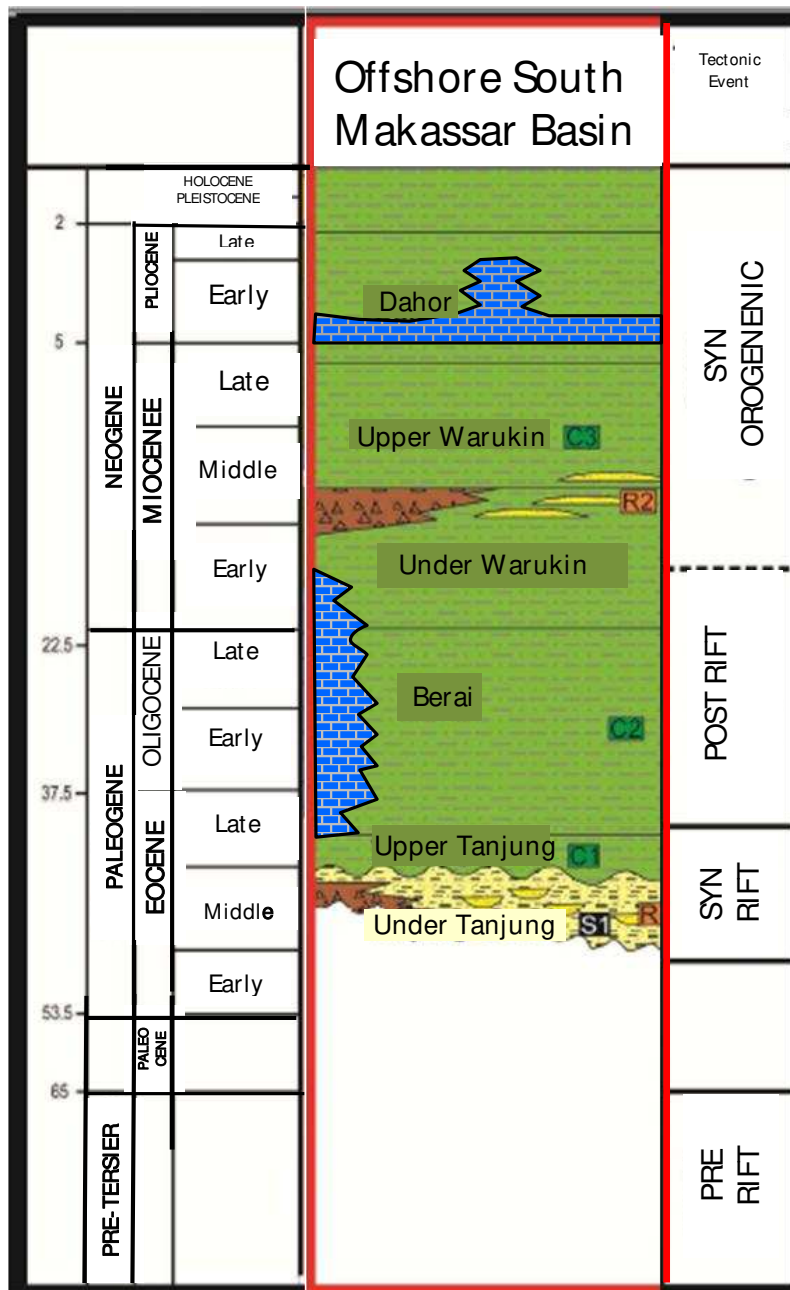 Offshore South
Makassar Basin
Tectonic
Event
HOLOCENE
PLEISTOCENE
2
PLIOCENE
Late
Early
Dahor
5
NEOGENE
MIOCENEE
Late
Middle
Early
Upper Warukin
C3
R2
Under Warukin
SYN
OROGENENIC
22.5
PALEOGENE
OLIGOCENE
Late
Early
Berai
C2
POST RIFT
37.5
EOCENE
Late
Middle
Early
Upper Tanjung
C1
Under Tanjung
S1
R
SYN
RIFT
53.5
PALEO
CENE
65
PRE-TERSIER
PRE
RIFT